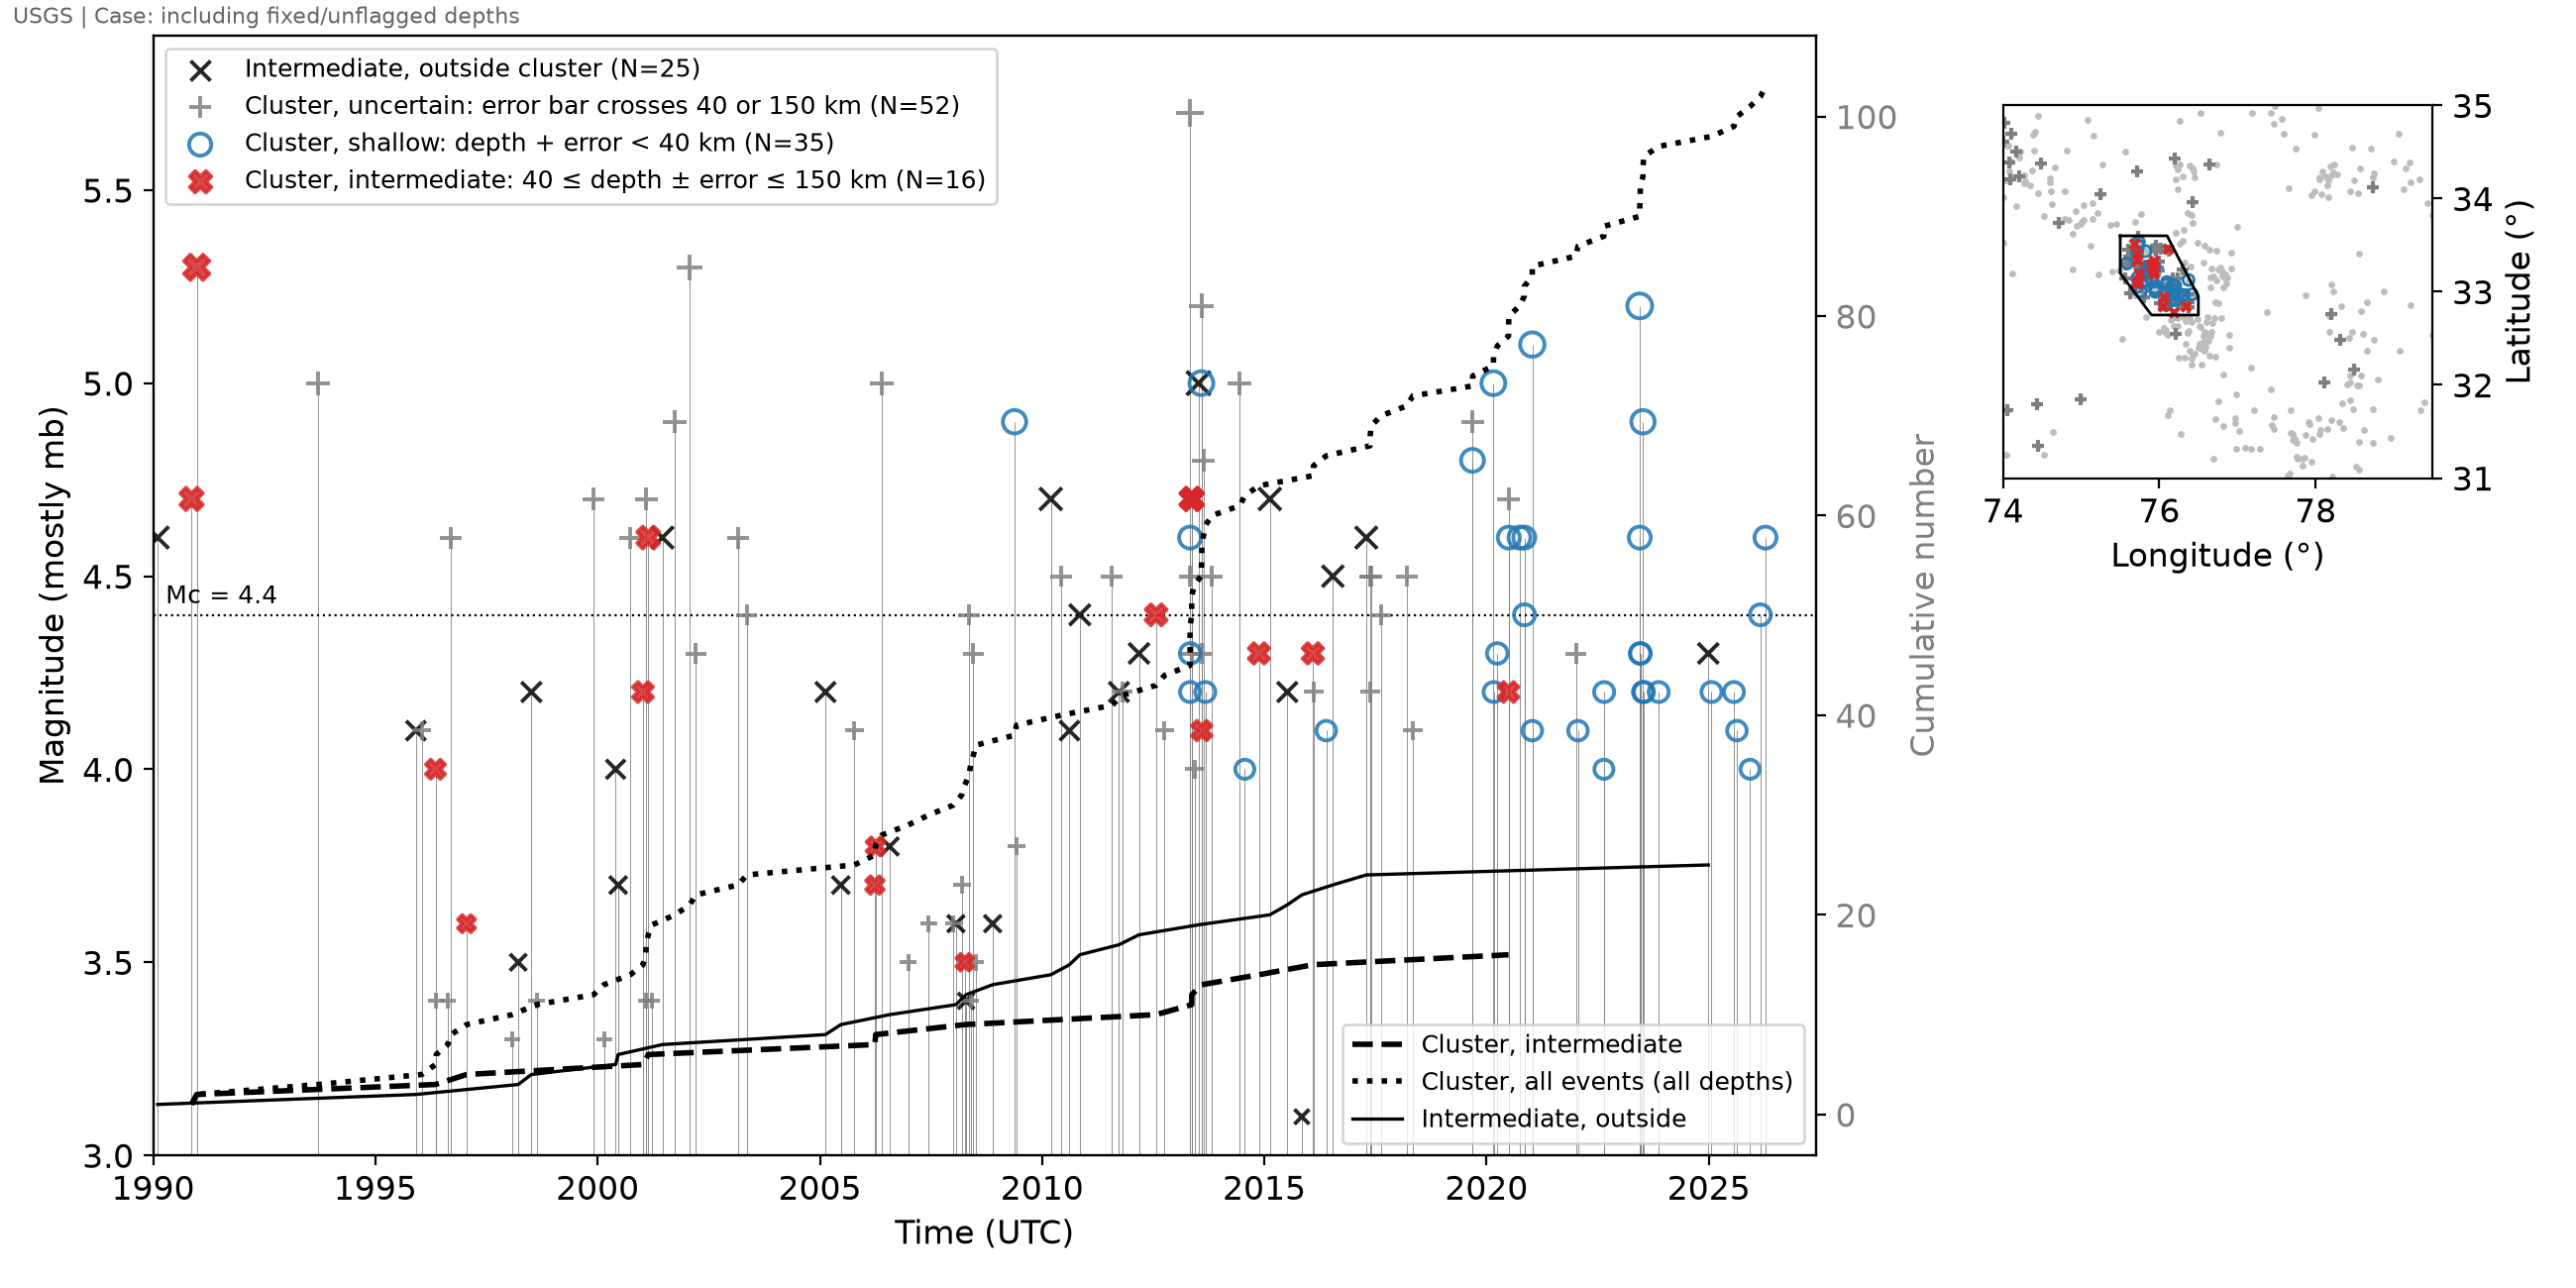 USGS | Case: including fixed/unflagged depths
Intermediate, outside cluster (N=25)
Cluster, uncertain: error bar crosses 40 or 150 km (N=52)
Cluster, shallow: depth + error < 40 km (N=35)
Cluster, intermediate: 40 ≤ depth ± error ≤ 150 km (N=16)
Magnitude (mostly mb)
5.5
5.0
4.5
4.0
3.5
3.0
Mc = 4.4
1990
1995
2000
2005
2010
2015
2020
2025
Time (UTC)
100
80
60
40
20
0
Cumulative number
Cluster, intermediate
Cluster, all events (all depths)
Intermediate, outside
35
34
33
32
31
Latitude (°)
74
76
78
Longitude (°)